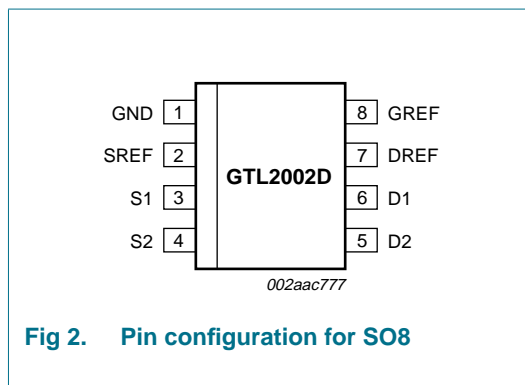 GND 1 8 GREF
SREF 2 7 DREF
GTL2002D
S1 3 6 D1
S2 4 5 D2
002aac777
Fig 2. Pin configuration for SO8